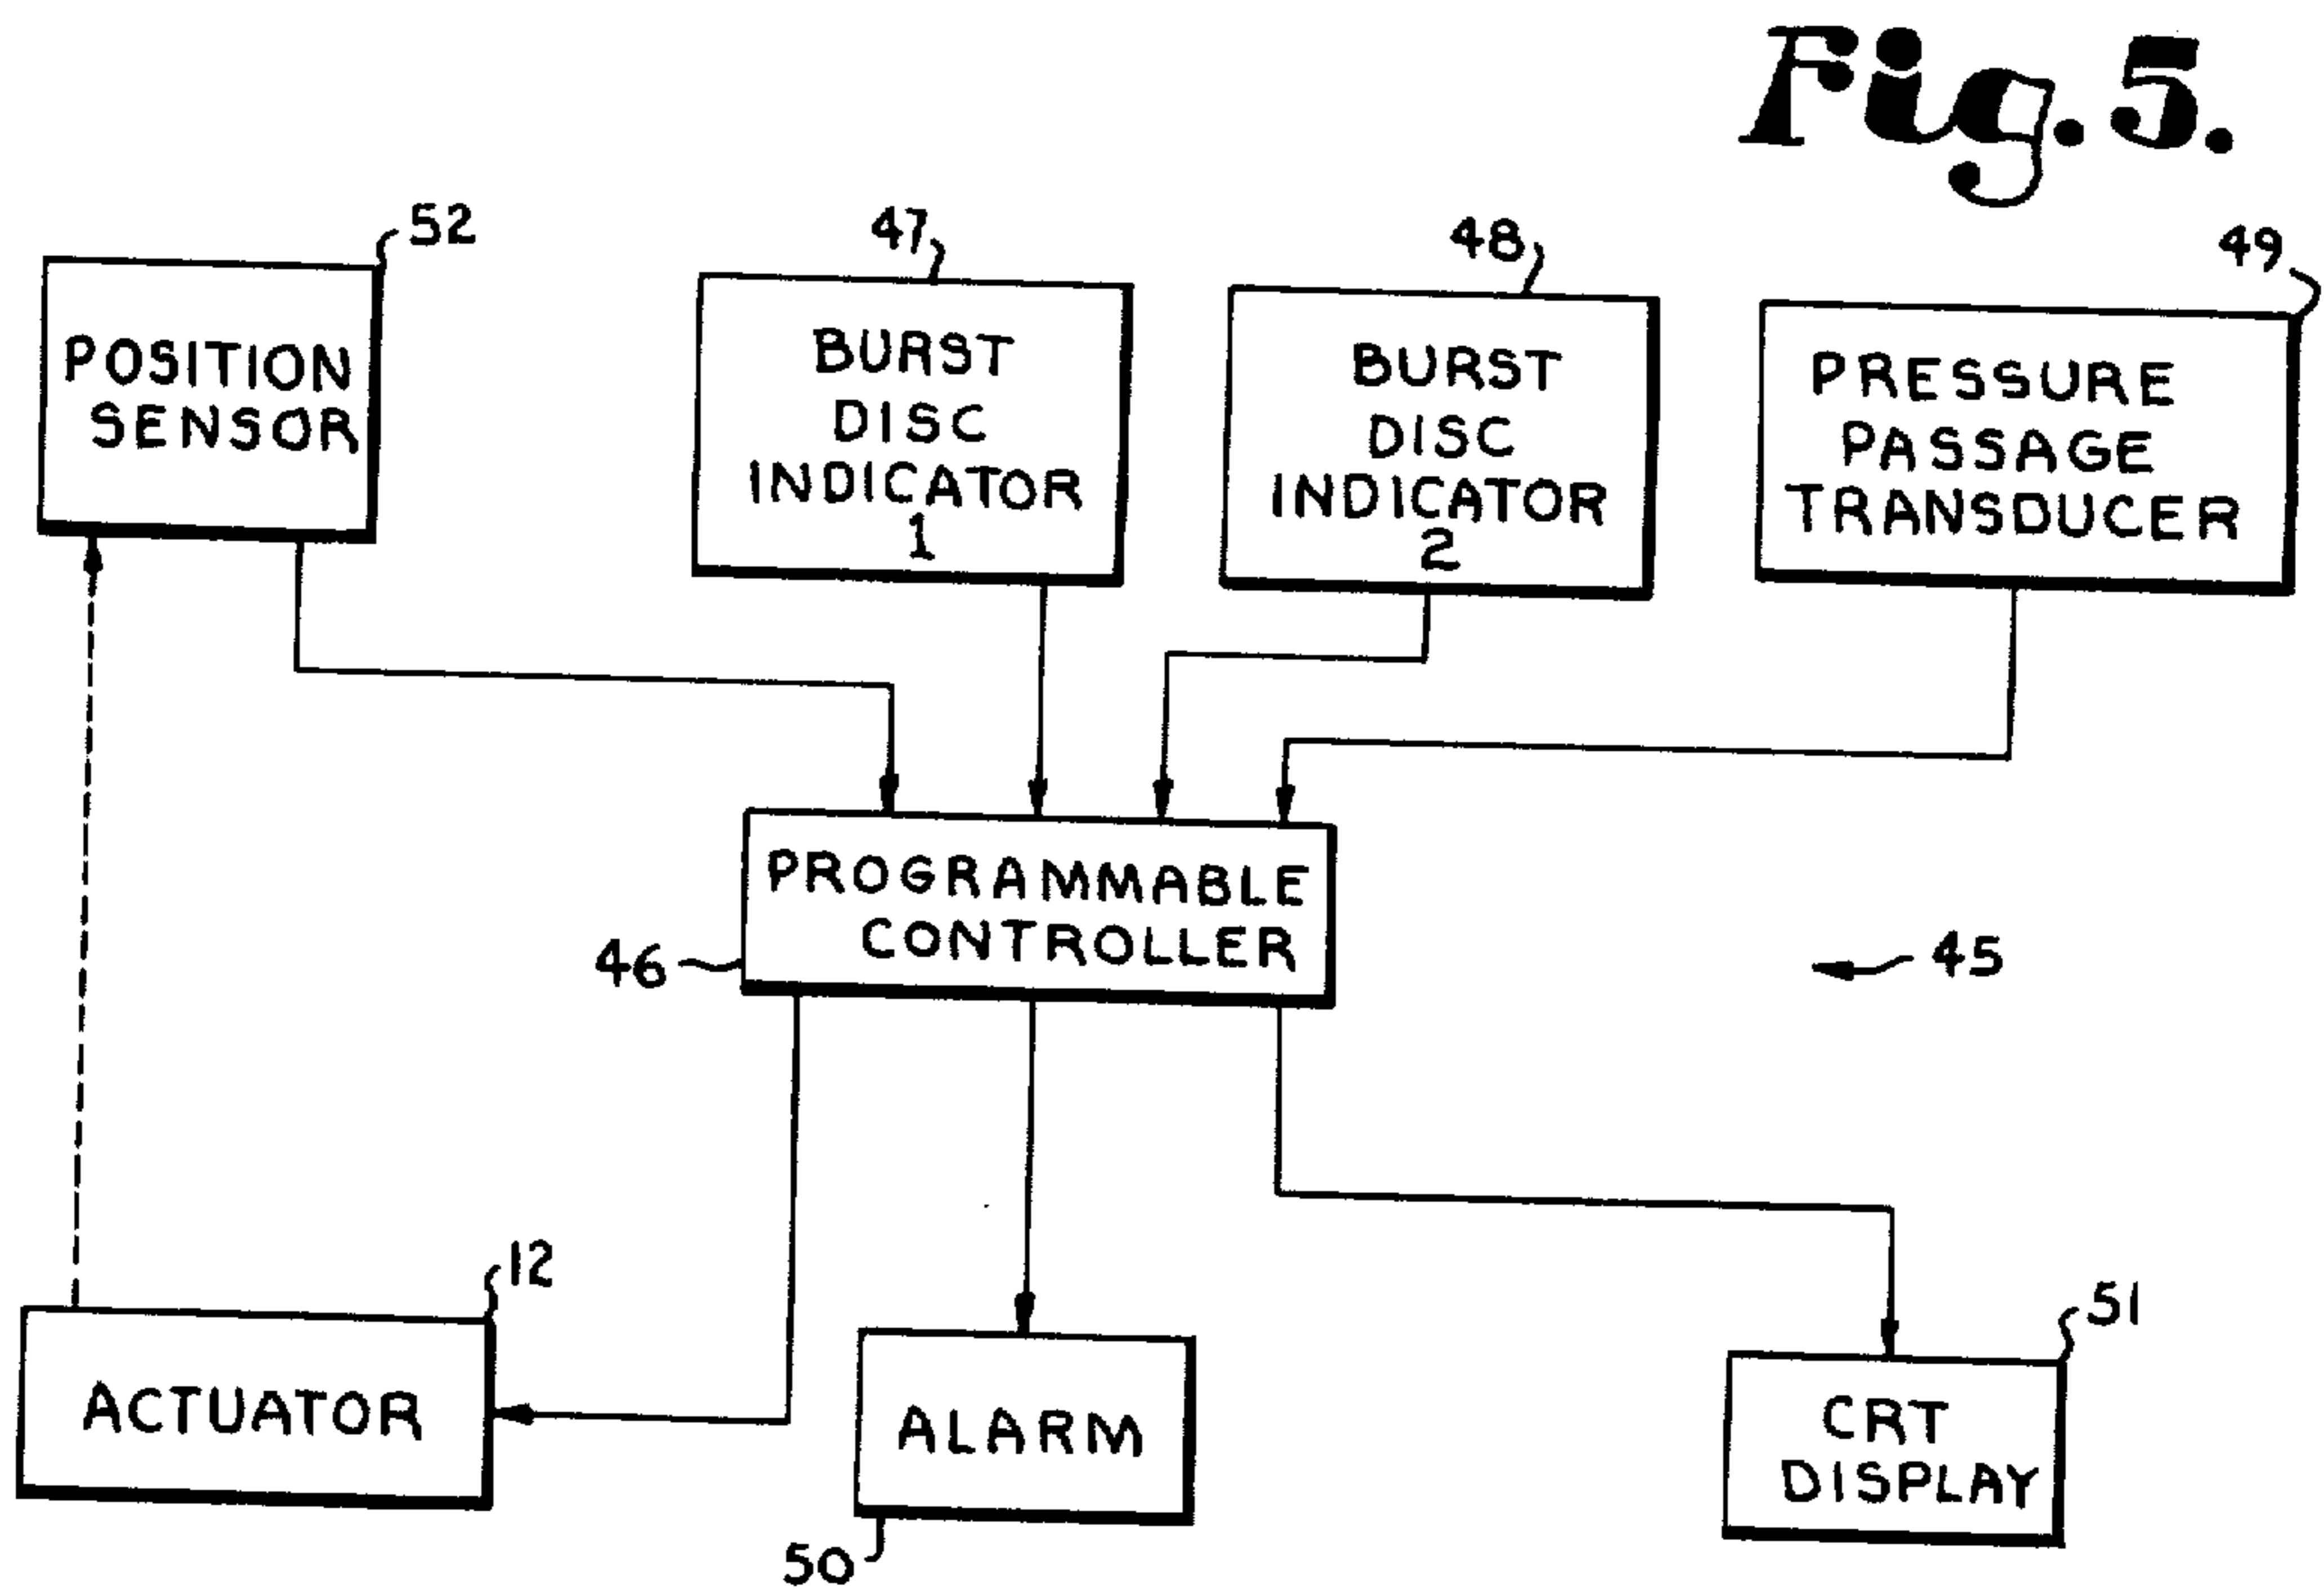 Fig. 5.
52
47
48
49
POSITION
SENSOR
BURST
DISC
INDICATOR
1
BURST
DISC
INDICATOR
2
PRESSURE
PASSAGE
TRANSDUCER
PROGRAMMABLE
CONTROLLER
46
45
12
51
ACTUATOR
ALARM
CRT
DISPLAY
50